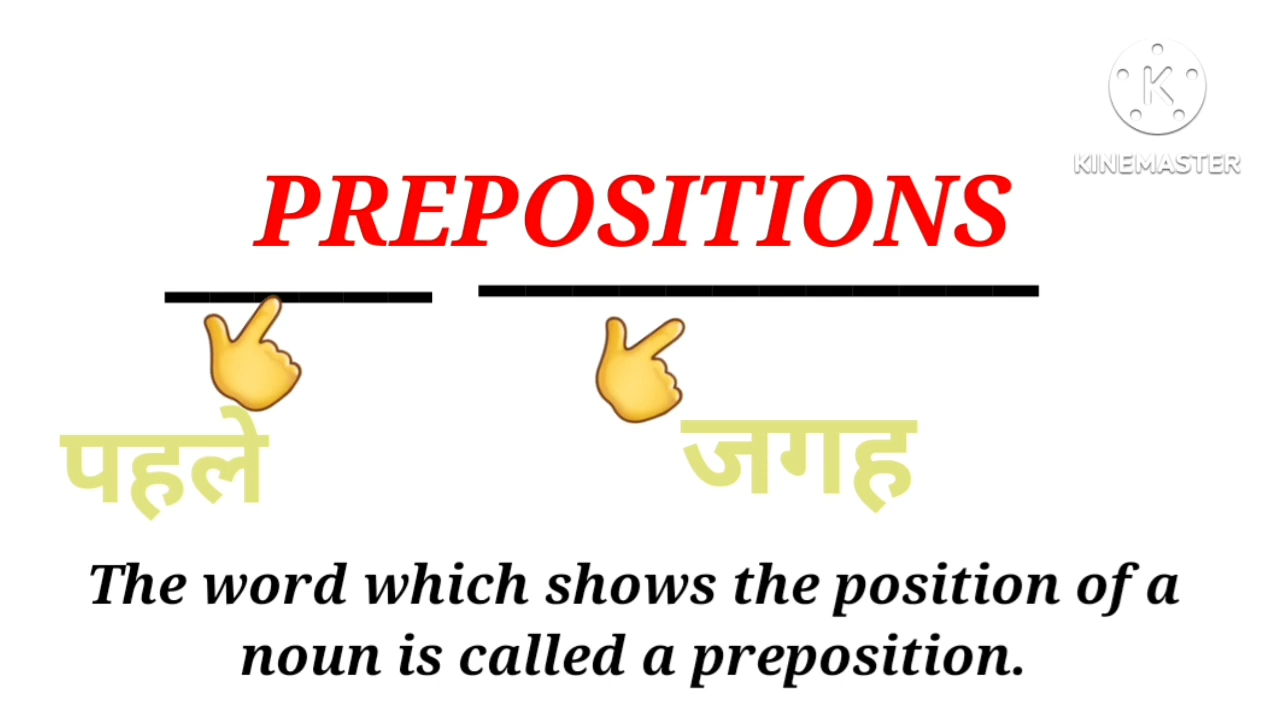 KINEMASTER
PREPOSITIONS
पहले
जगह
The word which shows the position of a
noun is called a preposition.